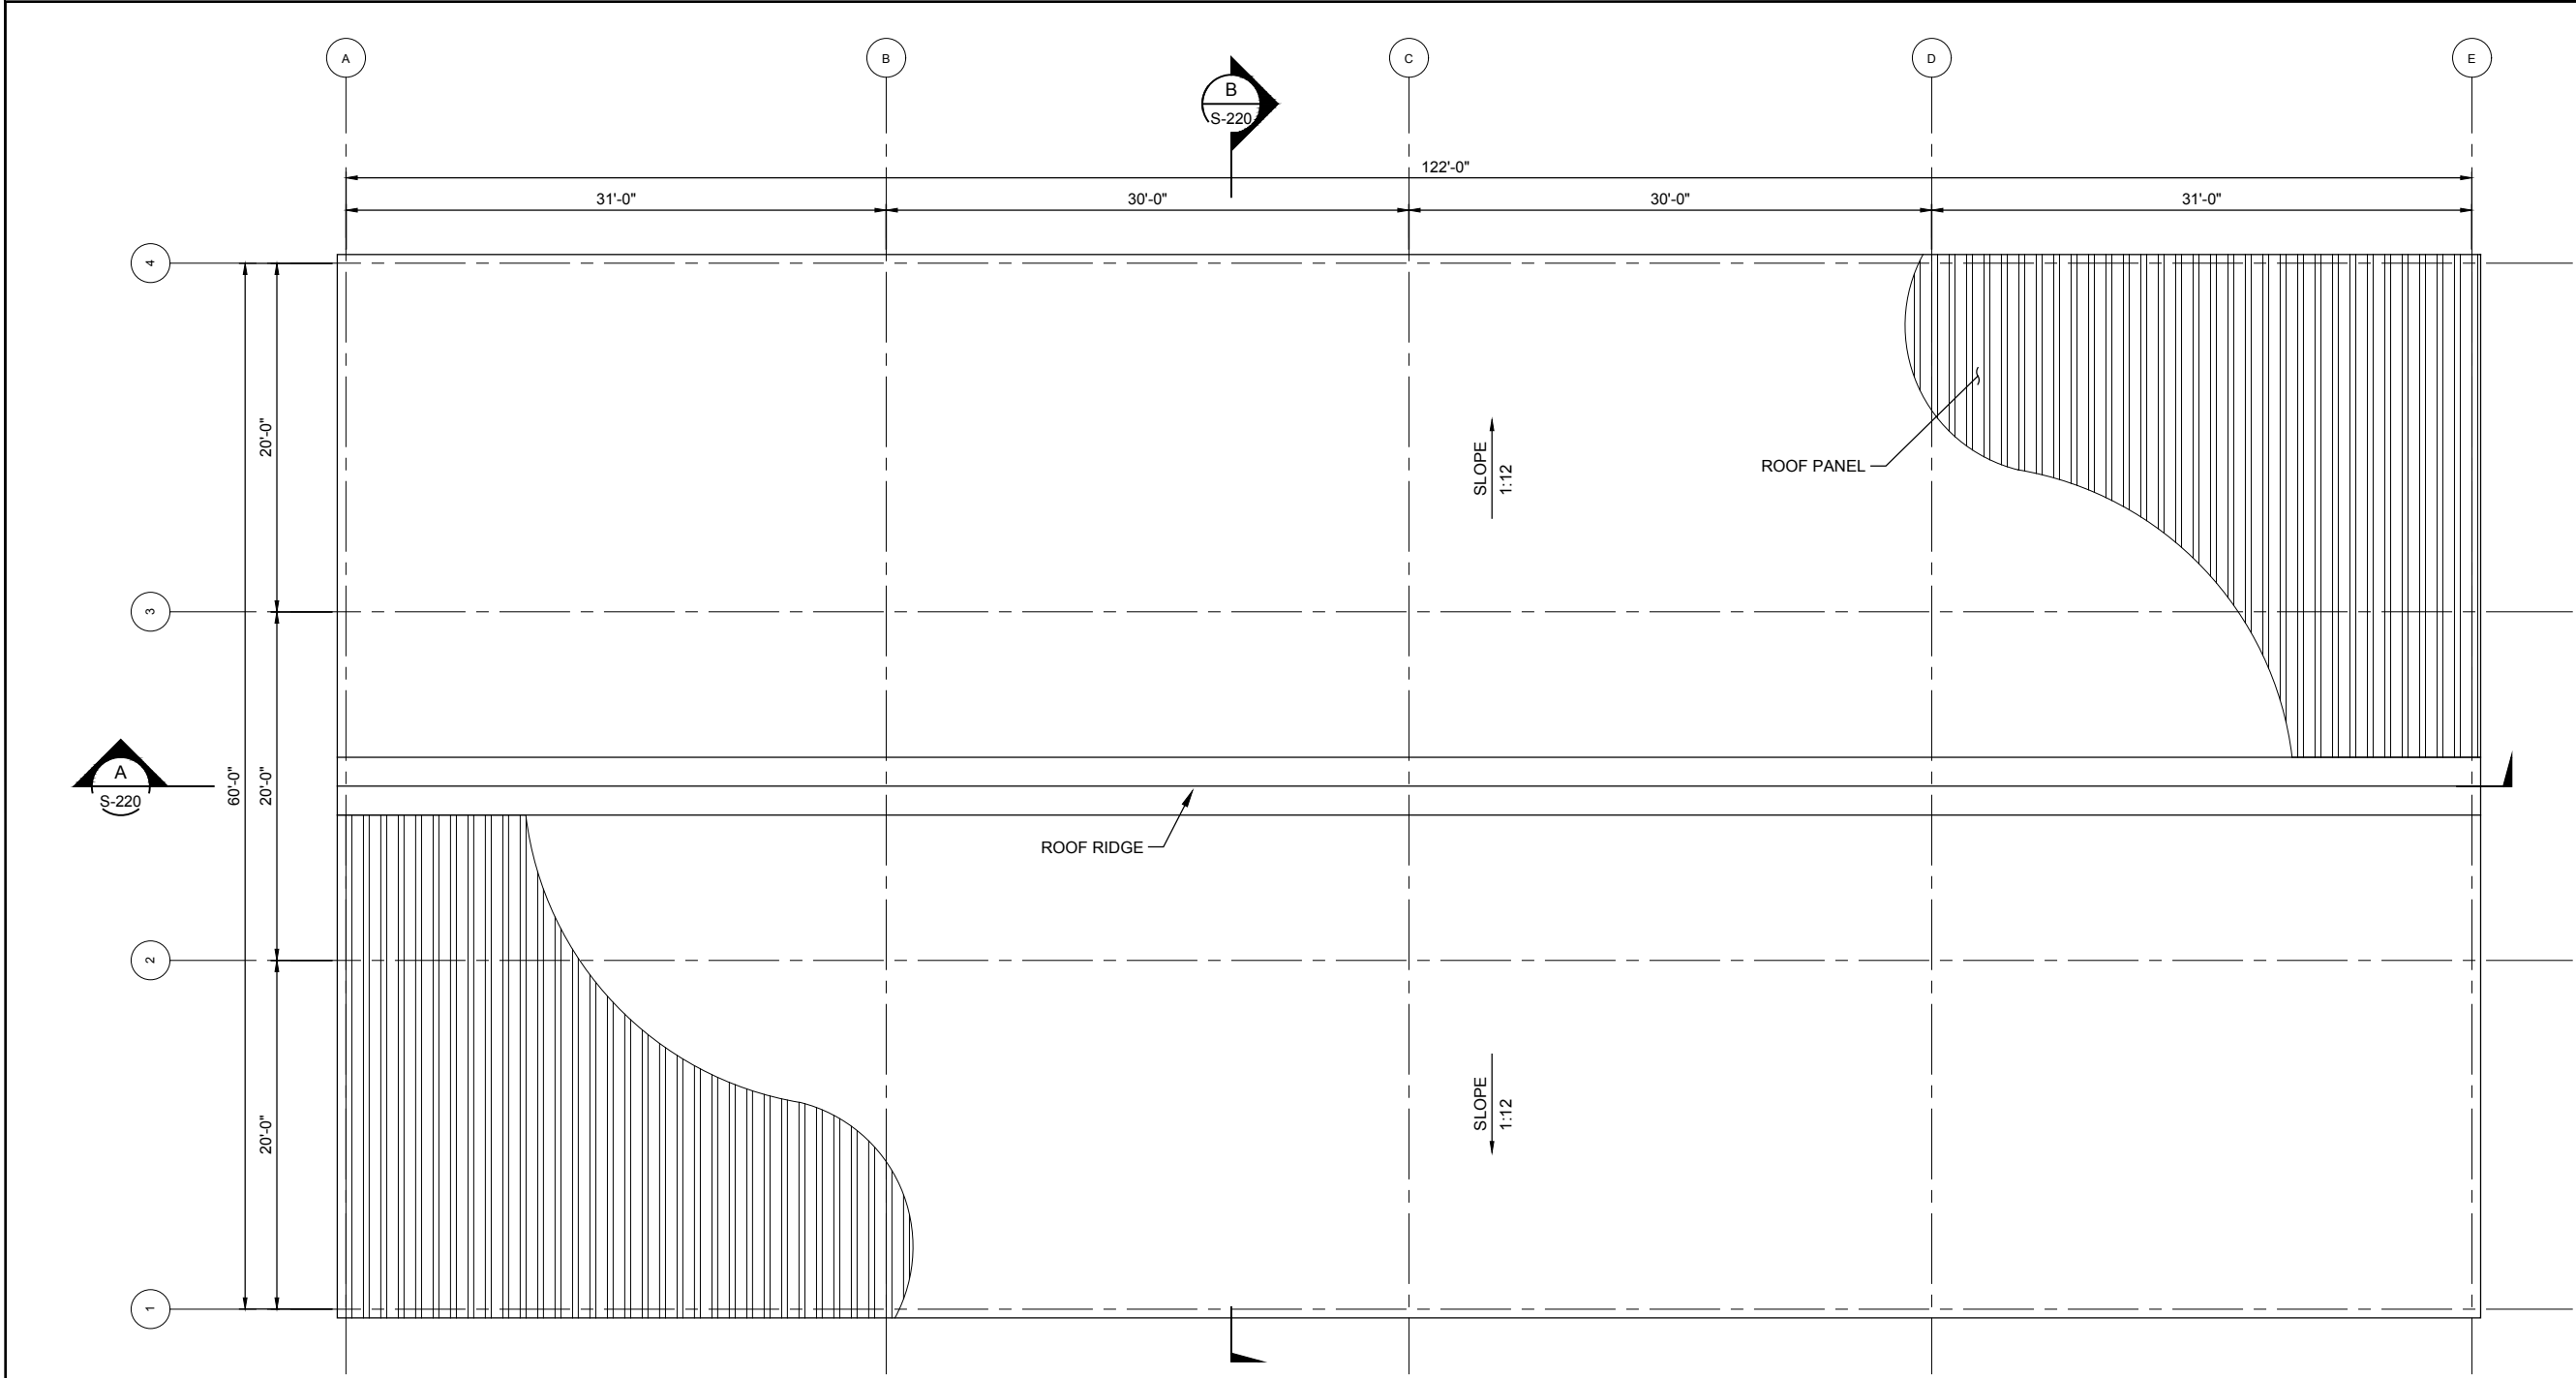 A
B
C
D
E
B
S-220
122'-0"
31'-0"
30'-0"
30'-0"
31'-0"
4
20'-0"
SLOPE
1:12
ROOF PANEL
3
A
S-220
60'-0"
20'-0"
ROOF RIDGE
2
20'-0"
SLOPE
1:12
1